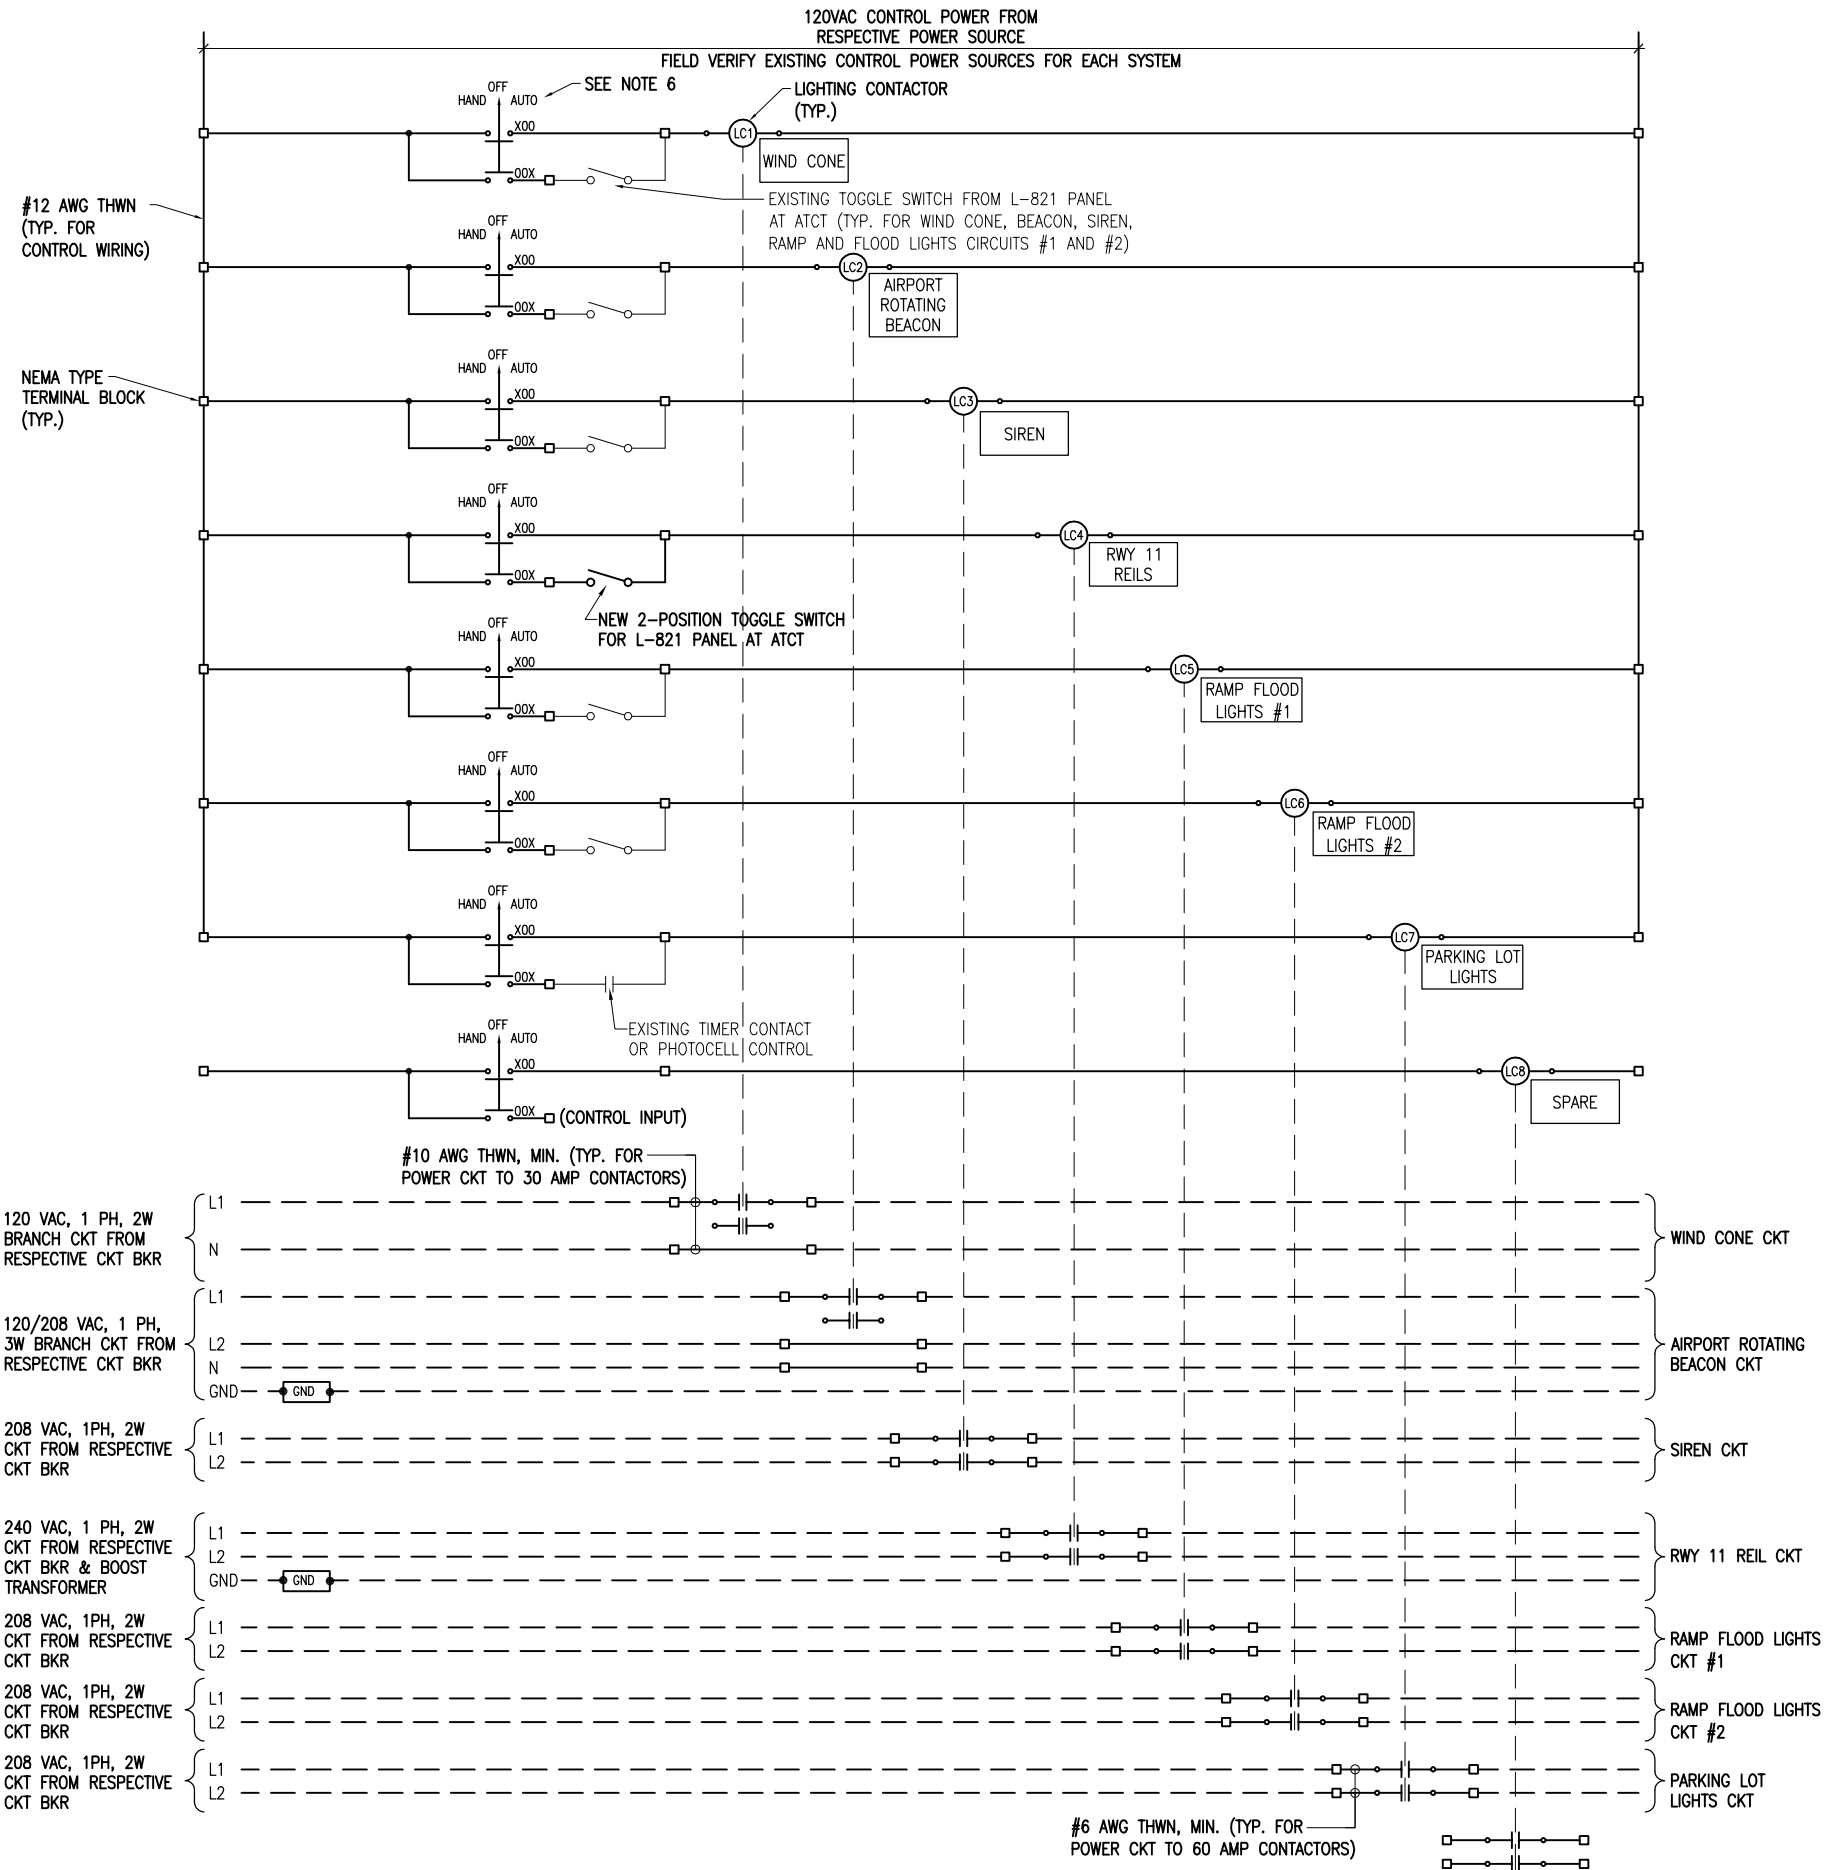 120VAC CONTROL POWER FROM
RESPECTIVE POWER SOURCE
FIELD VERIFY EXISTING CONTROL POWER SOURCES FOR EACH SYSTEM
OFF
HAND AUTO
SEE NOTE 6
LIGHTING CONTACTOR
(TYP.)
X00
LC1
WIND CONE
00X
EXISTING TOGGLE SWITCH FROM L-821 PANEL
AT ATCT (TYP. FOR WIND CONE, BEACON, SIREN,
RAMP AND FLOOD LIGHTS CIRCUITS #1 AND #2)
#12 AWG THWN
(TYP. FOR
CONTROL WIRING)
OFF
HAND AUTO
X00
LC2
AIRPORT
ROTATING
BEACON
00X
OFF
HAND AUTO
NEMA TYPE
TERMINAL BLOCK
(TYP.)
X00
LC3
SIREN
00X
OFF
HAND AUTO
X00
LC4
RWY 11
REILS
00X
NEW 2-POSITION TOGGLE SWITCH
FOR L-821 PANEL AT ATCT
OFF
HAND AUTO
X00
LC5
RAMP FLOOD
LIGHTS #1
00X
OFF
HAND AUTO
X00
LC6
RAMP FLOOD
LIGHTS #2
00X
OFF
HAND AUTO
X00
LC7
PARKING LOT
LIGHTS
00X
EXISTING TIMER CONTACT
OR PHOTOCELL CONTROL
OFF
HAND AUTO
X00
LC8
SPARE
00X
(CONTROL INPUT)
#10 AWG THWN, MIN. (TYP. FOR
POWER CKT TO 30 AMP CONTACTORS)
120 VAC, 1 PH, 2W
BRANCH CKT FROM
RESPECTIVE CKT BKR
L1
N
WIND CONE CKT
120/208 VAC, 1 PH,
3W BRANCH CKT FROM
RESPECTIVE CKT BKR
L1
L2
N
GND
GND
AIRPORT ROTATING
BEACON CKT
208 VAC, 1PH, 2W
CKT FROM RESPECTIVE
CKT BKR
L1
L2
SIREN CKT
240 VAC, 1 PH, 2W
CKT FROM RESPECTIVE
CKT BKR & BOOST
TRANSFORMER
L1
L2
GND
GND
RWY 11 REIL CKT
208 VAC, 1PH, 2W
CKT FROM RESPECTIVE
CKT BKR
L1
L2
RAMP FLOOD LIGHTS
CKT #1
208 VAC, 1PH, 2W
CKT FROM RESPECTIVE
CKT BKR
L1
L2
RAMP FLOOD LIGHTS
CKT #2
208 VAC, 1PH, 2W
CKT FROM RESPECTIVE
CKT BKR
L1
L2
PARKING LOT
LIGHTS CKT
#6 AWG THWN, MIN. (TYP. FOR
POWER CKT TO 60 AMP CONTACTORS)